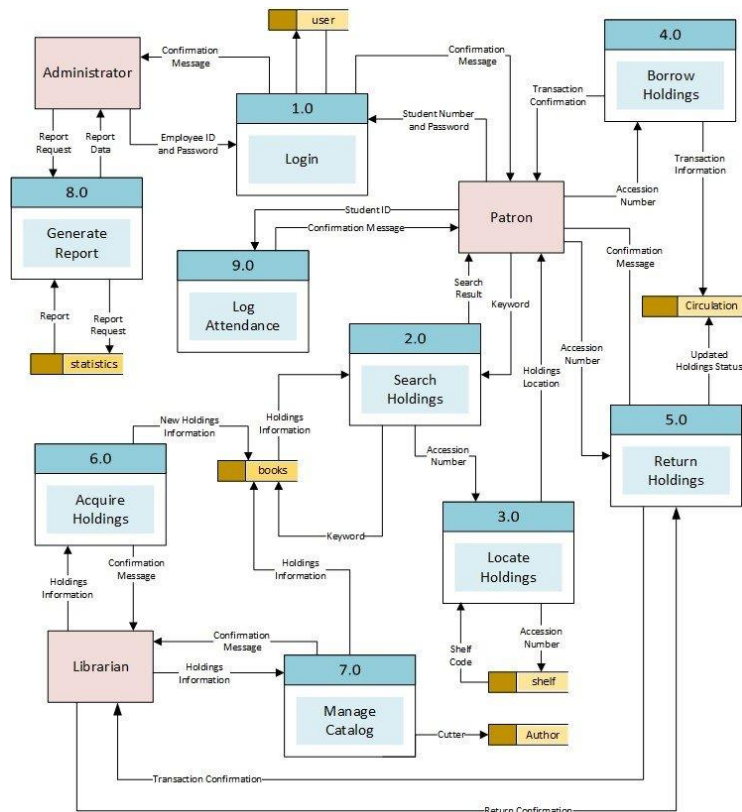 user
4.0
Borrow
Holdings
Administrator
Confirmation
Message
Confirmation
Message
1.0
Login
Transaction
Confirmation
Report
Request
Report
Data
Employee ID
and Password
Student Number
and Password
Transaction
Information
8.0
Generate
Report
Student ID
Confirmation Message
Patron
Accession
Number
9.0
Log
Attendance
Search
Result
Keyword
Confirmation
Message
Circulation
Report
Report
Request
statistics
2.0
Search
Holdings
Holdings
Location
Accession
Number
Updated
Holdings Status
5.0
Return
Holdings
New Holdings
Information
Holdings
Information
6.0
Acquire
Holdings
books
Accession
Number
3.0
Locate
Holdings
Keyword
Holdings
Information
Confirmation
Message
Holdings
Information
Librarian
Confirmation
Message
Holdings
Information
7.0
Manage
Catalog
Shelf
Code
Accession
Number
shelf
Cutter
Author
Transaction Confirmation
Return Confirmation